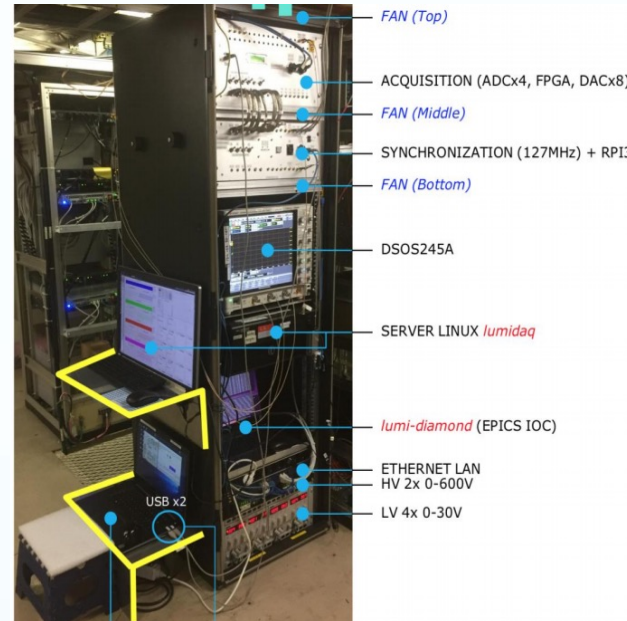 FAN (Top)
ACQUISITION (ADCx4, FPGA, DACx8)
FAN (Middle)
SYNCHRONIZATION (127MHz) + RPI3
FAN (Bottom)
DSOS245A
SERVER LINUX lumidaq
lumi-diamond (EPICS IOC)
ETHERNET LAN
HV 2x 0-600V
LV 4x 0-30V
USB x2